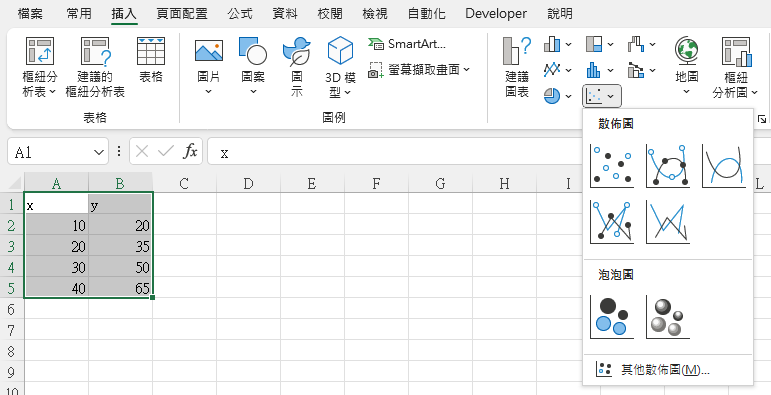 檔案 常用 插入 頁面配置 公式 資料 校閱 檢視 自動化 Developer 說明
樞紐分析表 建議的樞紐分析表 表格 圖片 圖案 圖示 3D 模型 SmartArt... 螢幕擷取畫面 建議圖表 地圖 樞紐分析圖
表格 圖例
散佈圖
A1 fx x
A B C D E F G H I L
1 x y
2 10 20
3 20 35
4 30 50
5 40 65
6
泡泡圖
7
8
9
其他散佈圖(M)...
10